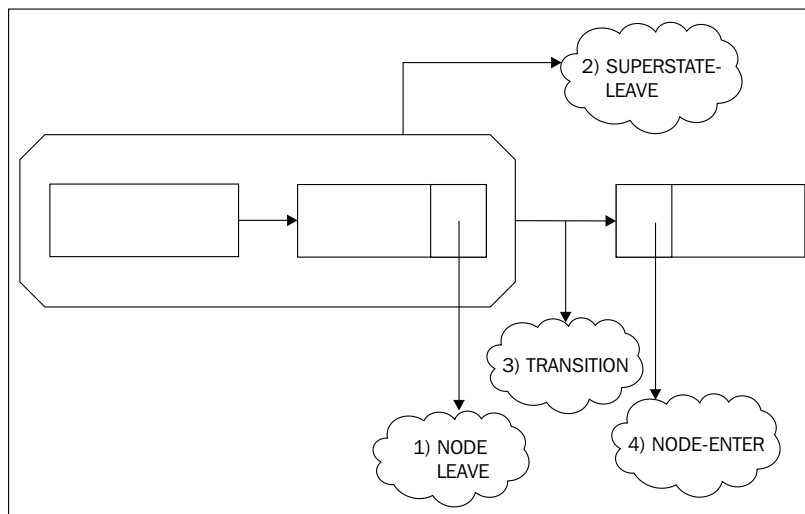 2) SUPERSTATE-
LEAVE
3) TRANSITION
1) NODE
LEAVE
4) NODE-ENTER